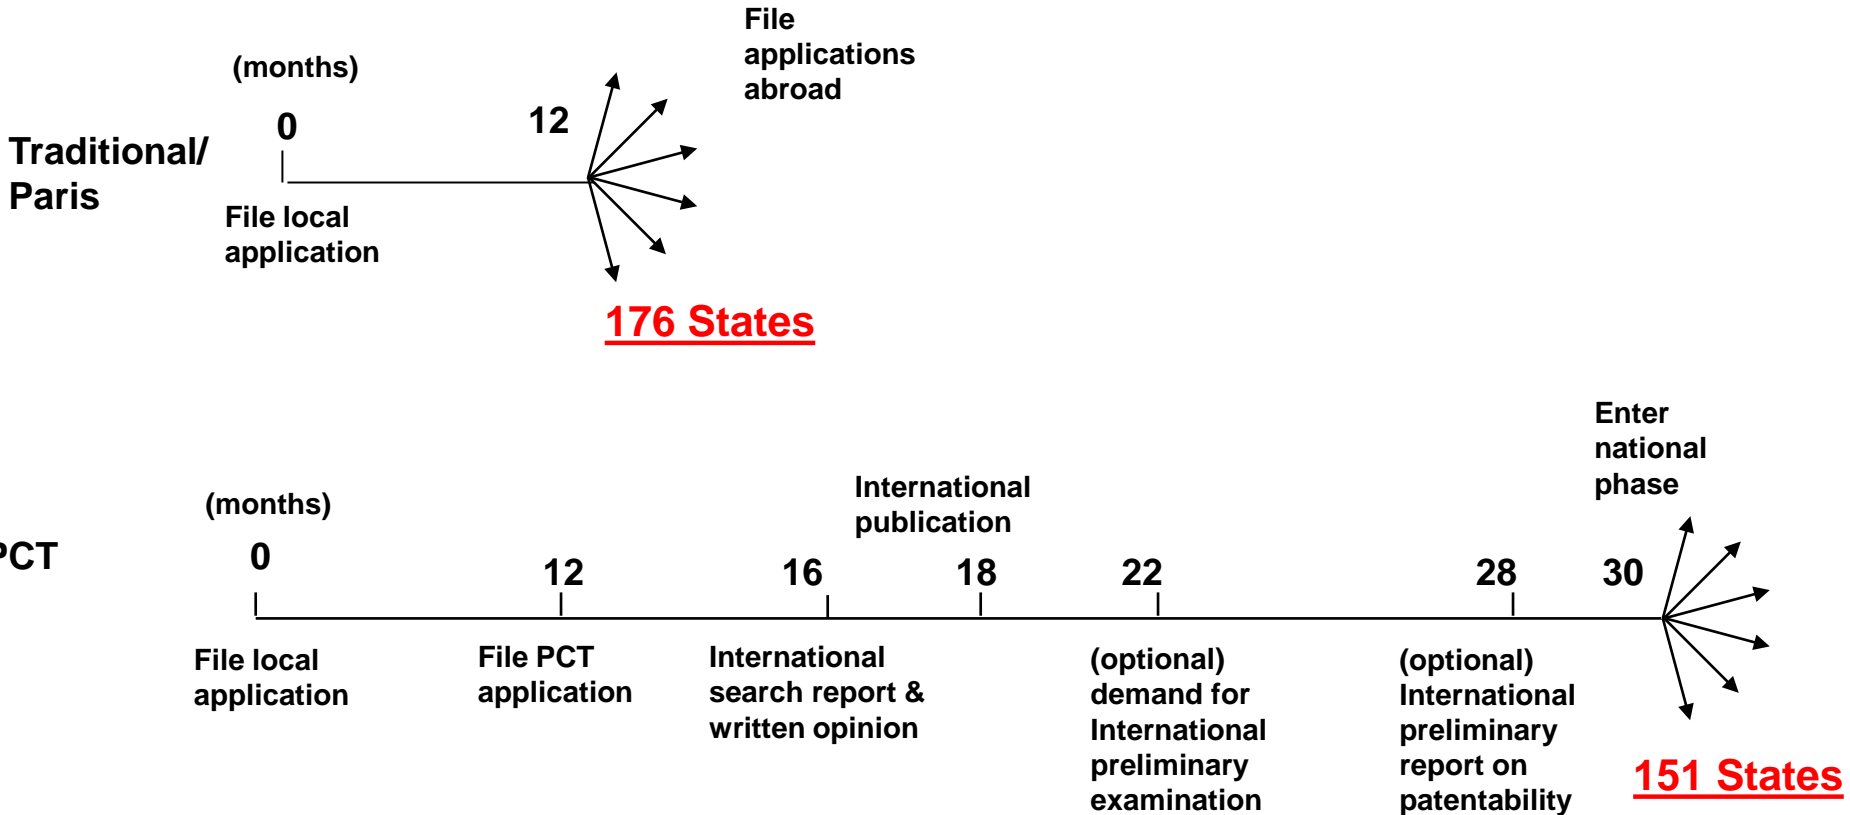 File
applications
abroad
(months)
0
12
Traditional/
Paris
File local
application
176 States
Enter
national
phase
International
publication
(months)
PCT
0
12
16
18
22
28
30
File local
application
File PCT
application
International
search report &
written opinion
(optional)
demand for
International
preliminary
examination
(optional)
International
preliminary
report on
patentability
151 States